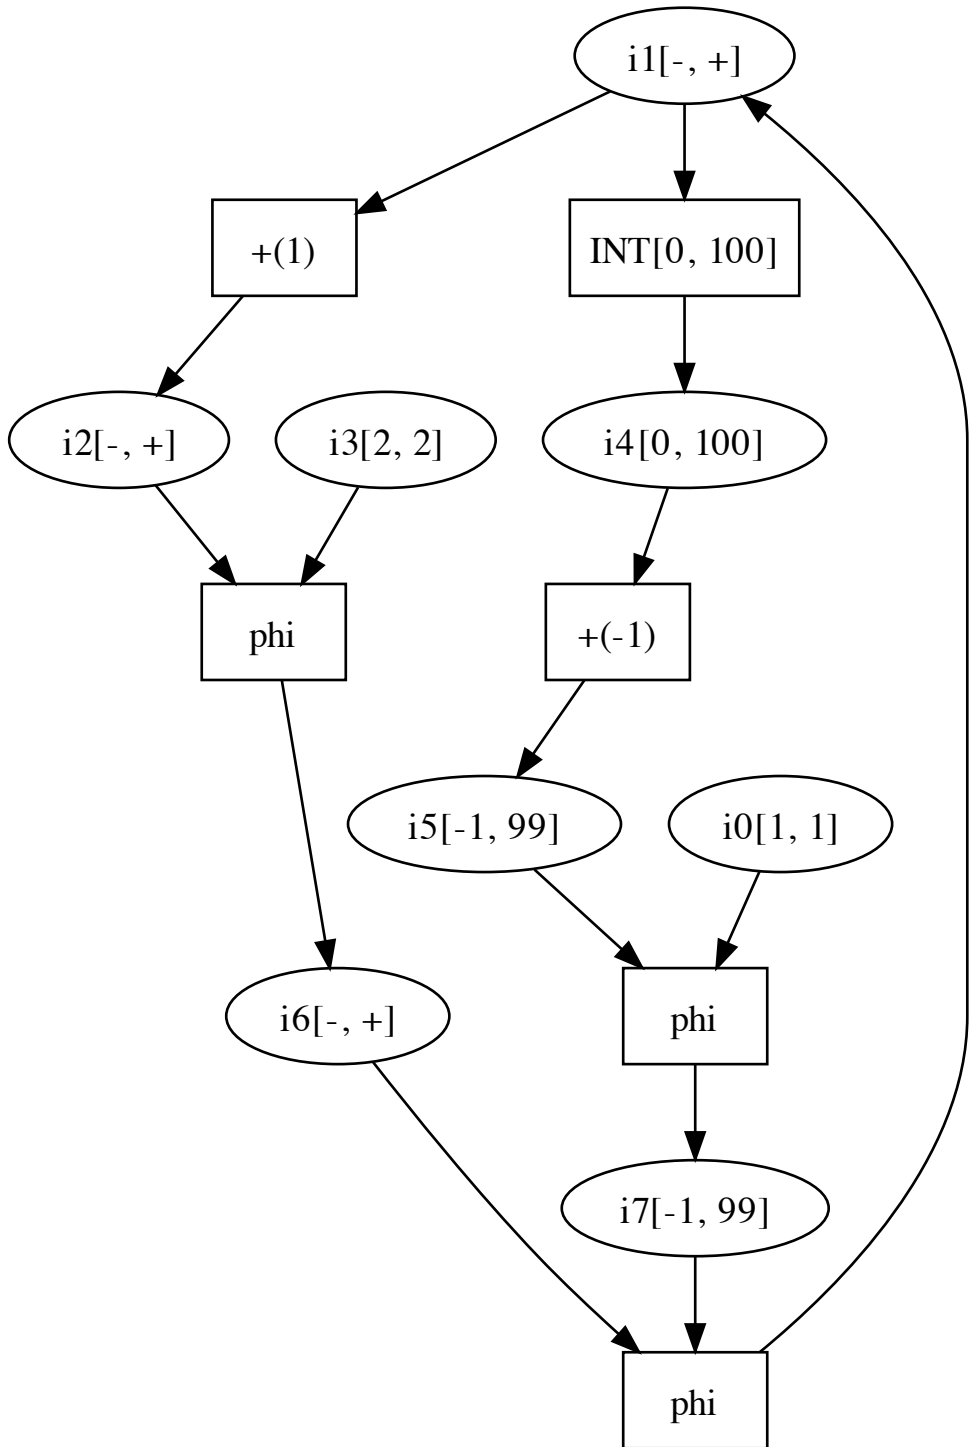 i1[-, +]
+(1)
INT[0, 100]
i2[-, +]
i3[2, 2]
i4[0, 100]
phi
+(-1)
i5[-1, 99]
i0[1, 1]
i6[-, +]
phi
i7[-1, 99]
phi